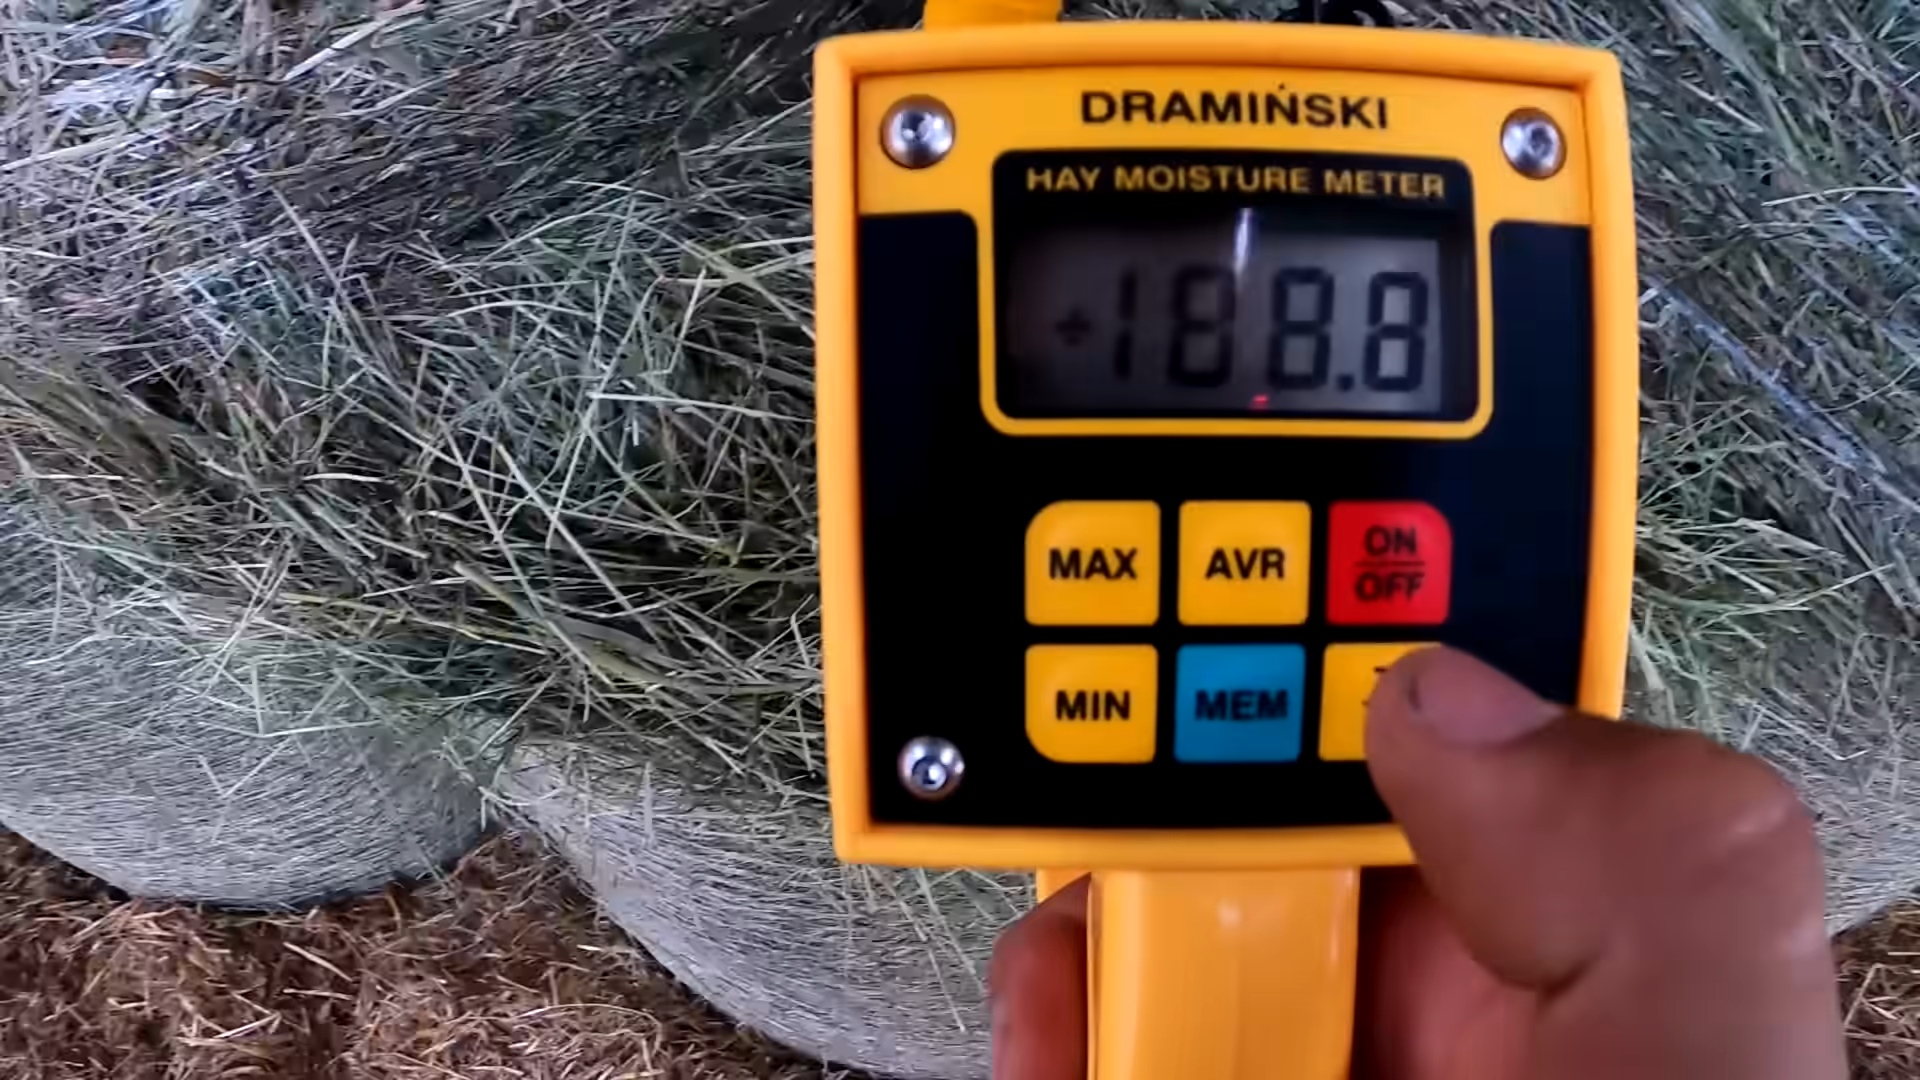 DRAMIŃSKI
HAY MOISTURE METER
+188.8
MAX AVR ON
OFF
MIN MEM